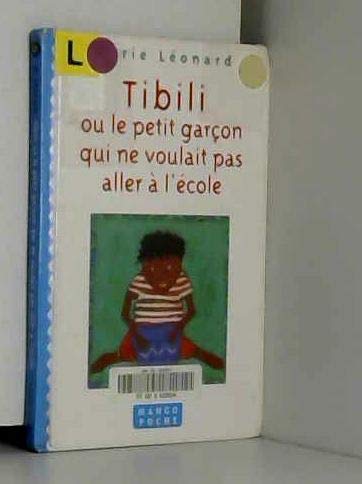 L
rie Léonard
Tibili
ou le petit garçon
qui ne voulait pas
aller à l'école
MANGO
POCHE